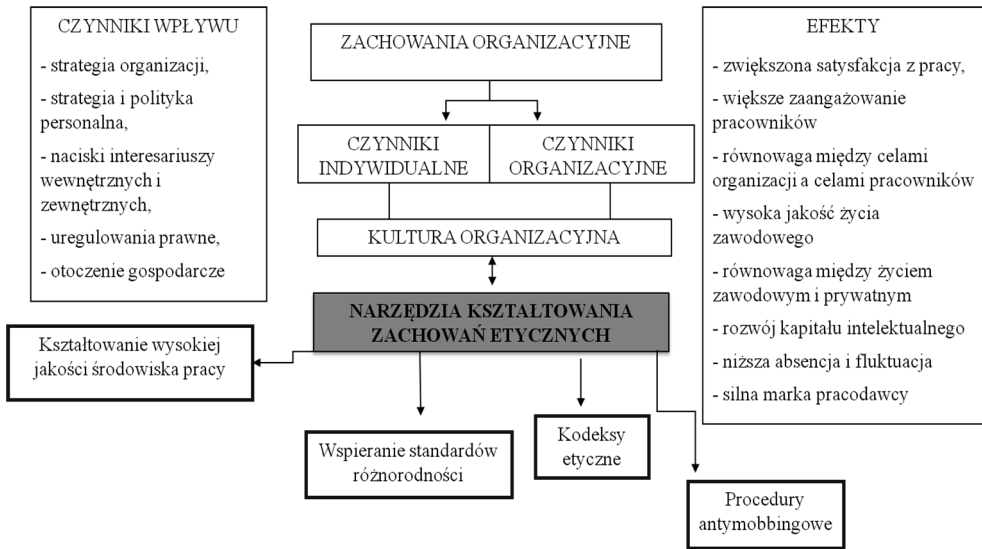 CZYNNIKI WPŁYWU
- strategia organizacji,
- strategia i polityka
personalna,
- naciski interesariuszy
wewnętrznych i
zewnętrznych,
- uregulowania prawne,
- otoczenie gospodarcze
ZACHOWANIA ORGANIZACYJNE
CZYNNIKI
INDYWIDUALNE
CZYNNIKI
ORGANIZACYJNE
KULTURA ORGANIZACYJNA
NARZĘDZIA KSZTAŁTOWANIA
ZACHOWAŃ ETYCZNYCH
EFEKTY
- zwiększona satysfakcja z pracy,
- większe zaangażowanie
pracowników
- równowaga między celami
organizacji a celami pracowników
- wysoka jakość życia
zawodowego
- równowaga między życiem
zawodowym i prywatnym
- rozwój kapitału intelektualnego
- niższa absencja i fluktuacja
- silna marka pracodawcy
Kształtowanie wysokiej
jakości środowiska pracy
Wspieranie standardów
różnorodności
Kodeksy
etyczne
Procedury
antymobbingowe